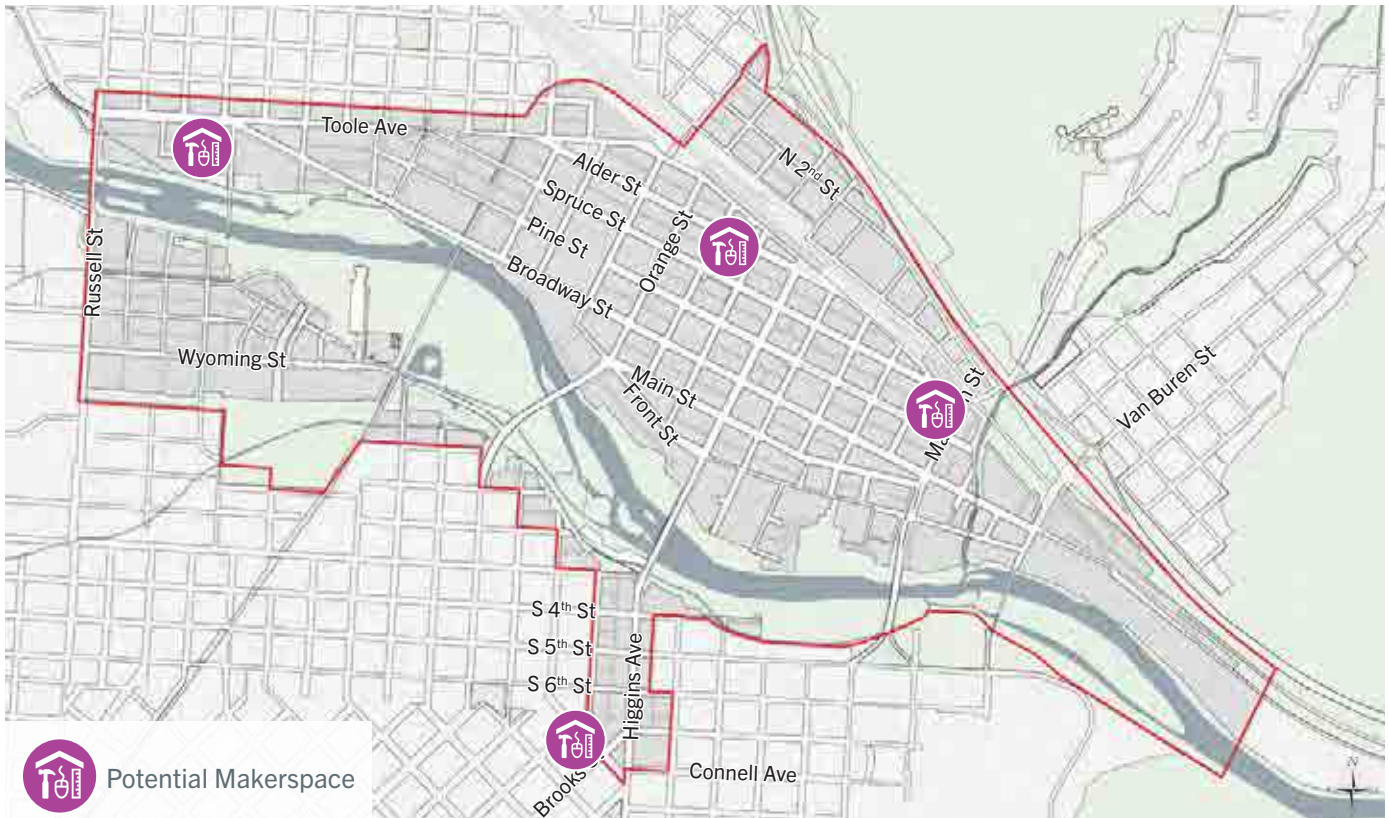 Toole Ave
N 2nd St
Alder St
Spruce St
Orange St
Pine St
Russell St
Broadway St
Wyoming St
Main St
Front St
Van Buren St
S 4th St
S 5th St
Higgins Ave
S 6th St
Connell Ave
Brooks
Potential Makerspace
N